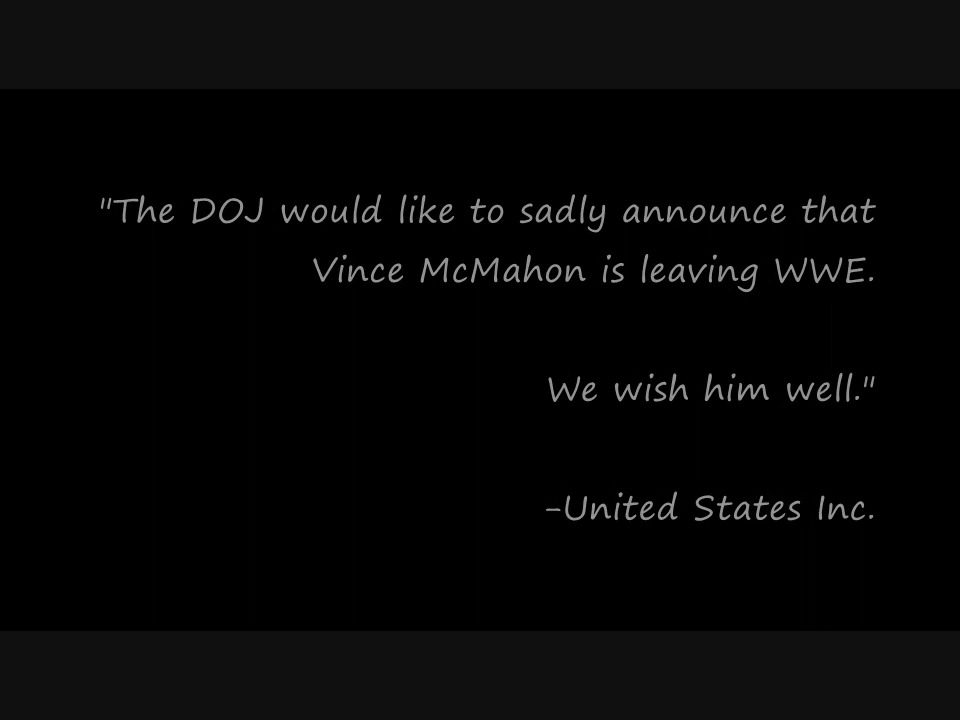 "The DOJ would like to sadly announce that
Vince McMahon is leaving WWE.
We wish him well."
-United States Inc.